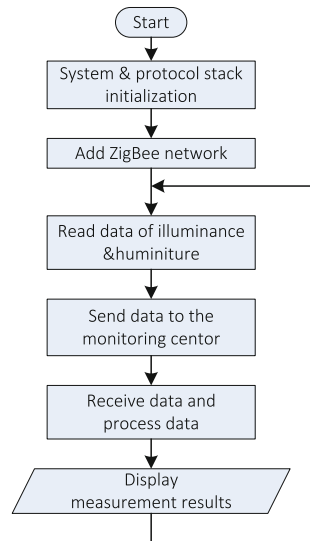 Start
System & protocol stack
initialization
Add ZigBee network
Read data of illuminance
&huminiture
Send data to the
monitoring centor
Receive data and
process data
Display
measurement results